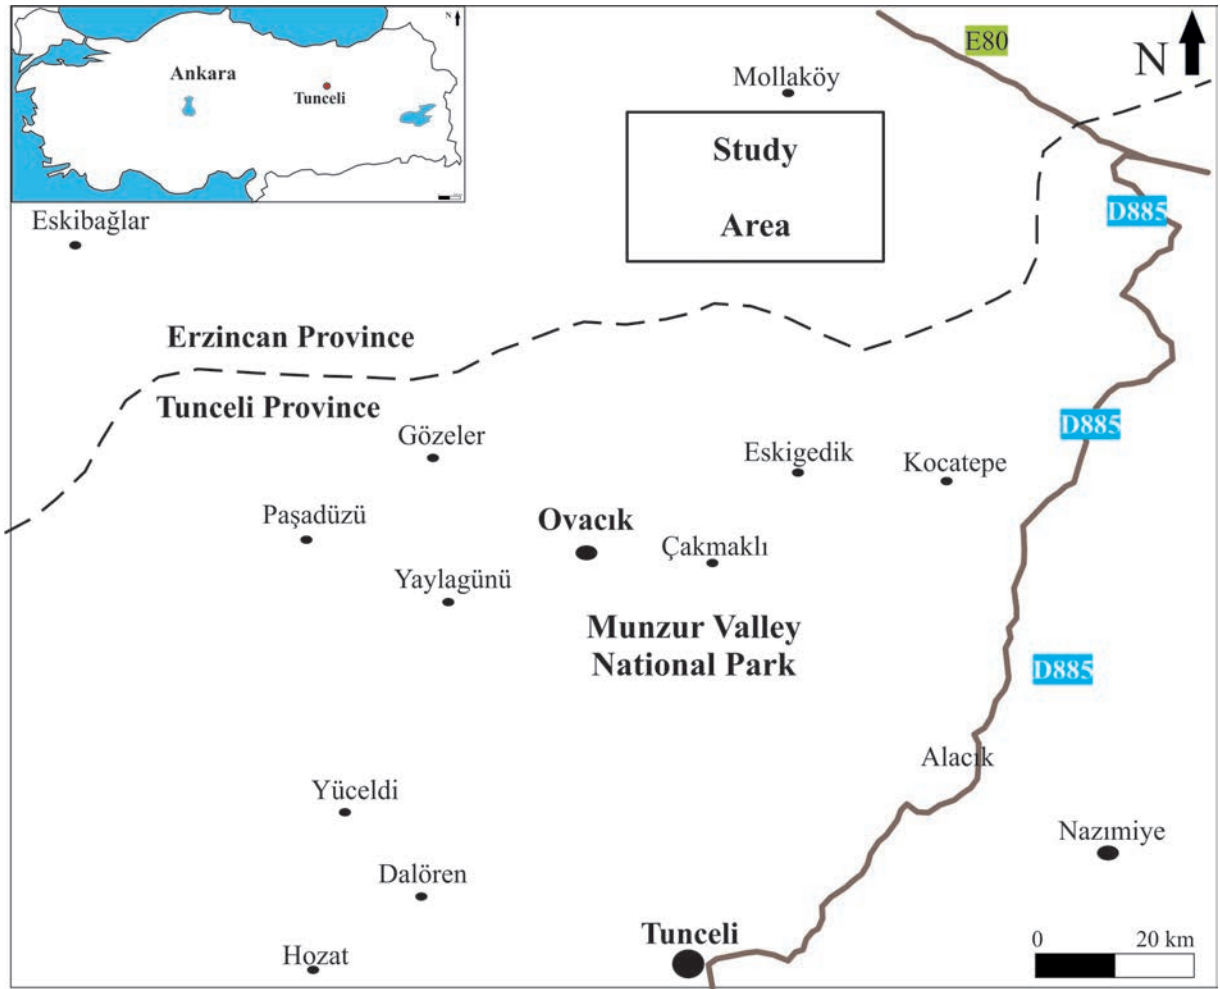 N
Ankara
Tunceli
E80
N
Mollaköy
Study
Area
D885
Eskibağlar
Erzincan Province
Tunceli Province
Gözeler
D885
Eskigedik
Kocatepe
Paşadüzü
Ovacık
Çakmaklı
Yaylagünü
Munzur Valley
National Park
D885
Alacık
Yüceldi
Nazımiye
Dalören
Tunceli
0 20 km
Hozat